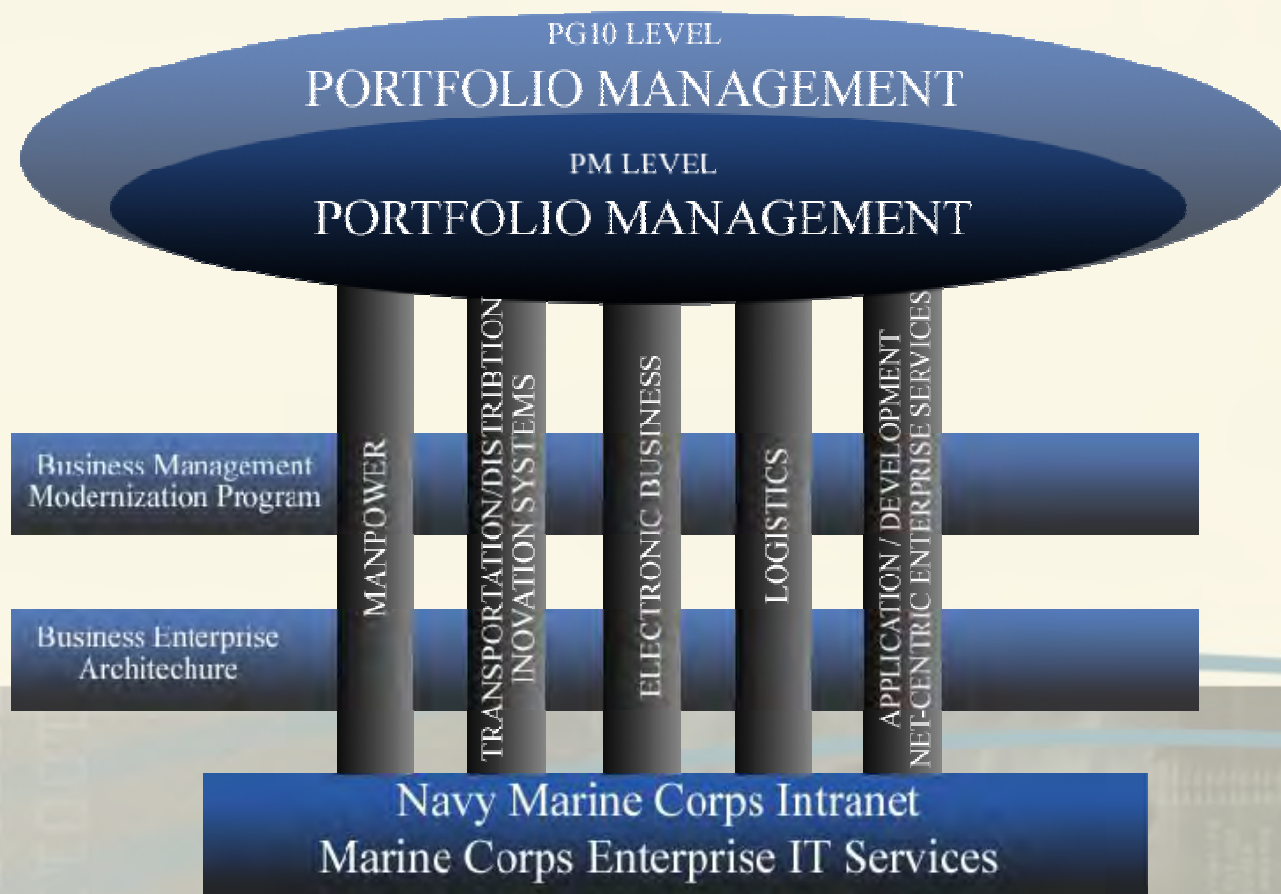 PG10 LEVEL
PORTFOLIO MANAGEMENT
PM LEVEL
PORTFOLIO MANAGEMENT
Business Management
Modernization Program
Business Enterprise
Architechure
MANPOWER
TRANSPORTATION/DISTRIBTION
INOVATION SYSTEMS
ELECTRONIC BUSINESS
LOGISTICS
APPLICATION / DEVELOPMENT
NET-CENTRIC ENTERPRISE SERVICES
Navy Marine Corps Intranet
Marine Corps Enterprise IT Services